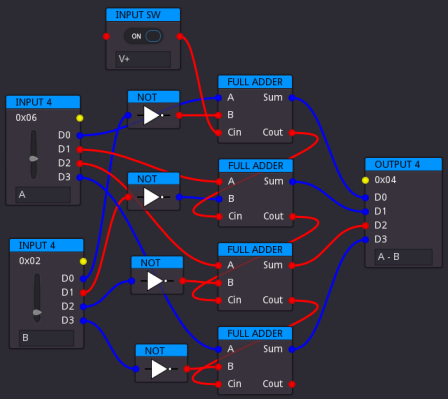 INPUT SW
ON
V+
INPUT 4
0x06
D0
D1
D2
D3
A
NOT
FULL ADDER
A Sum
B
Cin Cout
NOT
FULL ADDER
A Sum
B
Cin Cout
OUTPUT 4
0x04
D0
D1
D2
D3
A - B
INPUT 4
0x02
D0
D1
D2
D3
B
NOT
FULL ADDER
A Sum
B
Cin Cout
NOT
FULL ADDER
A Sum
B
Cin Cout